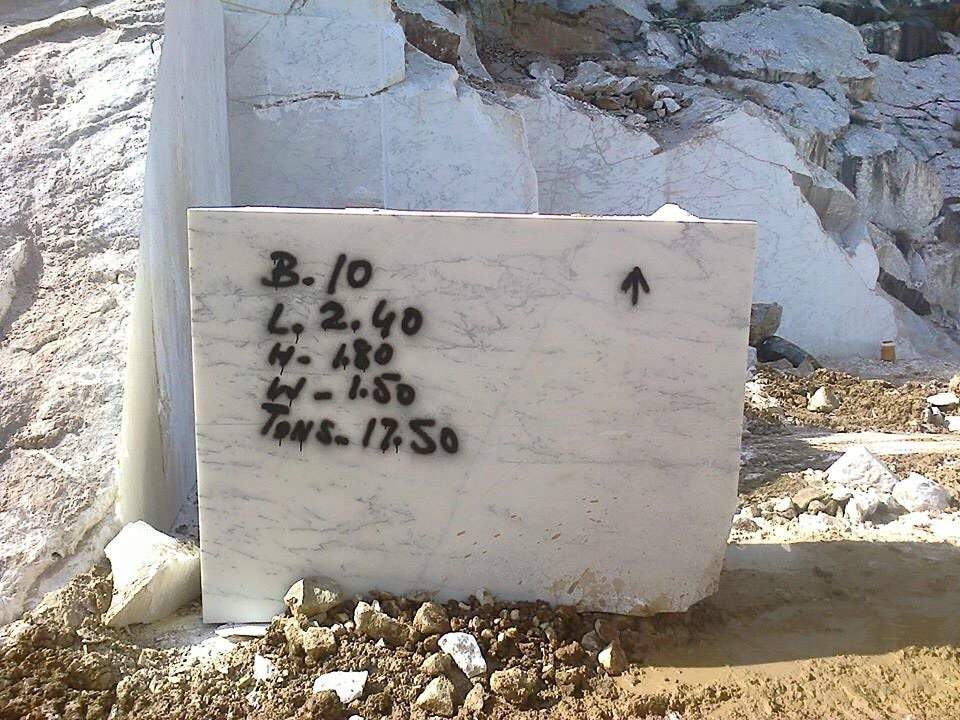 B. 10
L. 2.40
H- 1.80
W - 1.50
Tons. 17.50